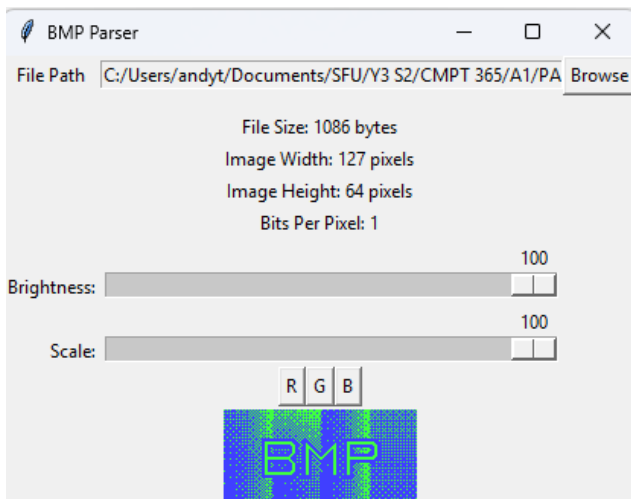 BMP Parser
File Path C:/Users/andyt/Documents/SFU/Y3 S2/CMPT 365/A1/PA Browse
File Size: 1086 bytes
Image Width: 127 pixels
Image Height: 64 pixels
Bits Per Pixel: 1
100
Brightness:
100
Scale:
R G B
BMP